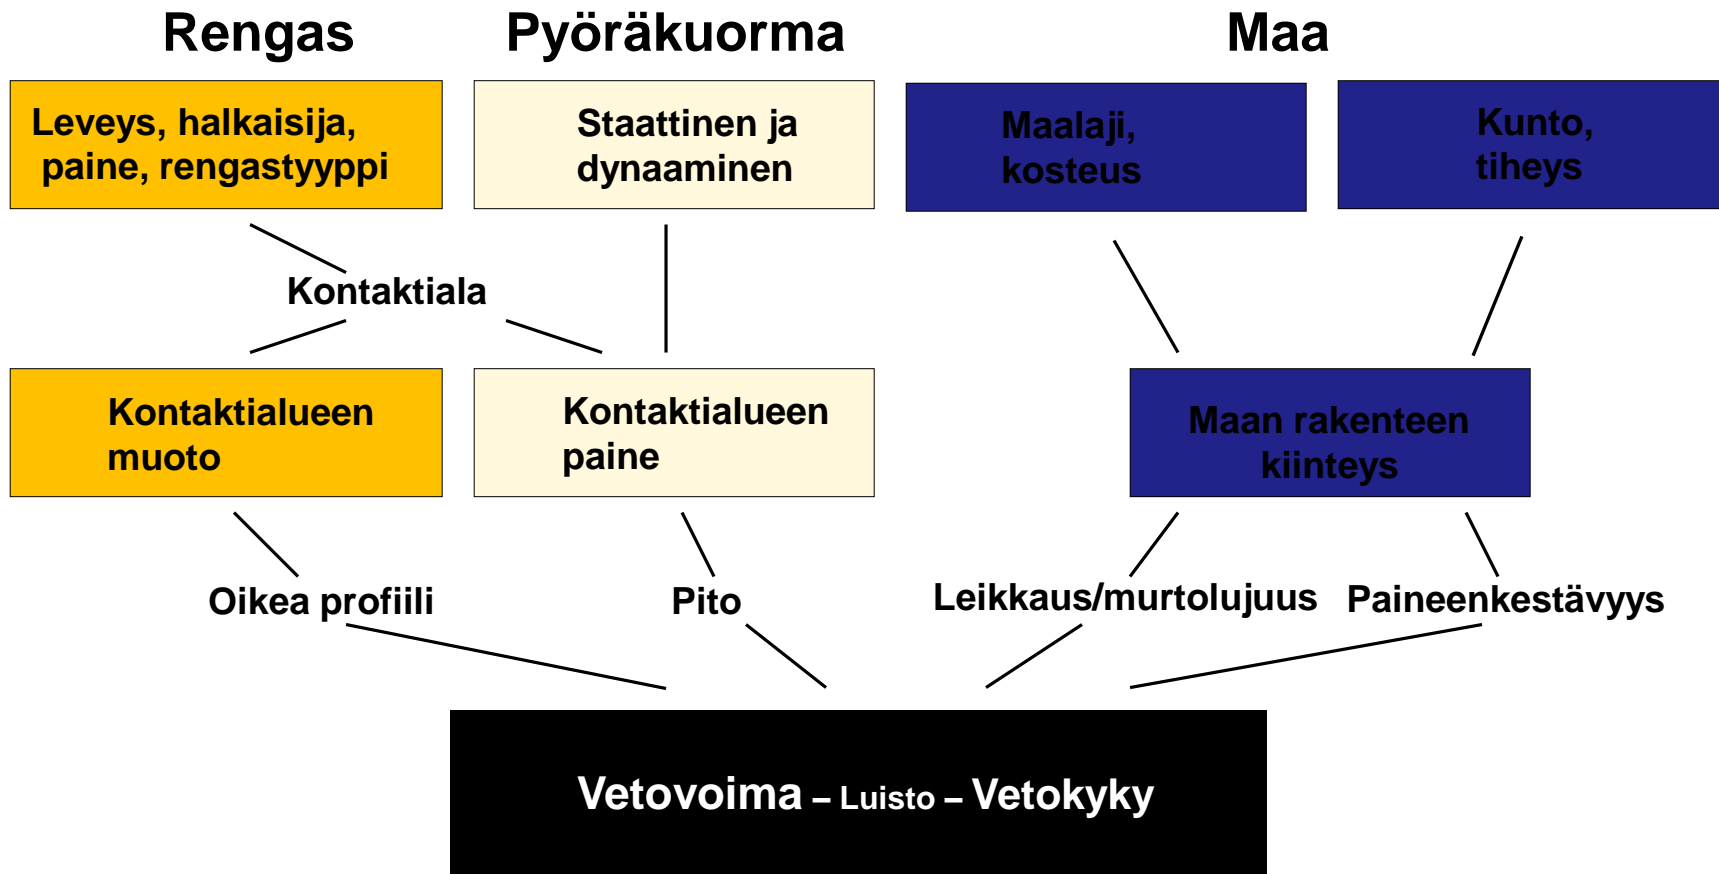 Rengas
Pyöräkuorma
Maa
Leveys, halkaisija,
paine, rengastyyppi
Staattinen ja
dynaaminen
Maalaji,
kosteus
Kunto,
tiheys
Kontaktiala
Kontaktialueen
muoto
Kontaktialueen
paine
Maan rakenteen
kiinteys
Oikea profiili
Pito
Leikkaus/murtolujuus
Paineenkestävyys
Vetovoima – Luisto – Vetokyky